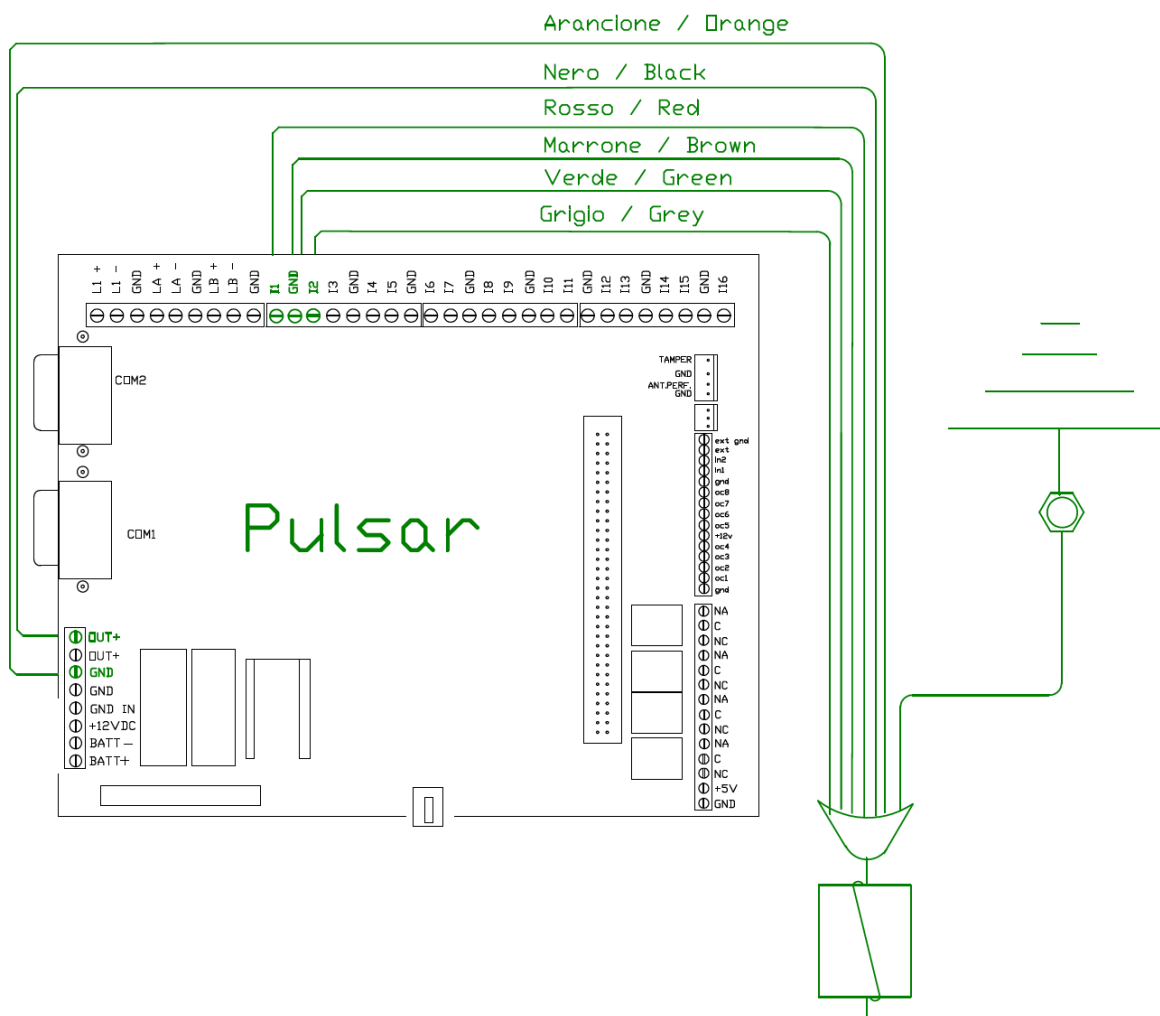 Arancione / Orange
Nero / Black
Rosso / Red
Marrone / Brown
Verde / Green
Grigio / Grey
L1 + L1 - GND LA + LA - GND LB + LB - GND I1 GND I2 I3 GND I4 I5 GND I6 I7 GND I8 I9 GND I10 I11 GND I12 I13 GND I14 I15 GND I16
TAMPER
GND
ANT.PERF.
GND
COM2
ext gnd
ext
in2
in1
gnd
oc8
oc7
oc6
oc5
+12v
oc4
oc3
oc2
oc1
gnd
Pulsar
COM1
NA
C
NC
NA
C
NC
NA
C
NC
NA
C
NC
+5V
GND
OUT+
OUT+
GND
GND
GND IN
+12VDC
BATT-
BATT+